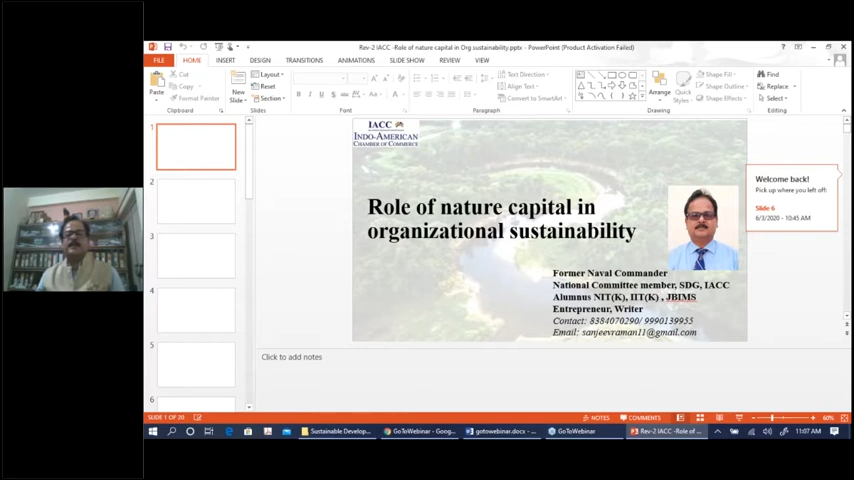 Rev-2 IACC -Role of nature capital in Org sustainability.pptx - PowerPoint (Product Activation Failed)
FILE HOME INSERT DESIGN TRANSITIONS ANIMATIONS SLIDE SHOW REVIEW VIEW
Paste
Cut
Copy
Format Painter
Clipboard
New Slide
Layout
Reset
Section
Slides
Font
Text Direction
Align Text
Convert to SmartArt
Paragraph
Arrange
Quick Styles
Shape Fill
Shape Outline
Shape Effects
Drawing
Find
Replace
Select
Editing
1
2
3
4
5
6
IACC
INDO-AMERICAN
CHAMBER OF COMMERCE
Role of nature capital in
organizational sustainability
Former Naval Commander
National Committee member, SDG, IACC
Alumnus NIT(K), IIT(K) , JBIMS
Entrepreneur, Writer
Contact: 8384070290/ 9990139955
Email: sanjeevraman11@gmail.com
Welcome back!
Pick up where you left off:
Slide 6
6/3/2020 - 10:45 AM
Click to add notes
SLIDE 1 OF 20
NOTES
COMMENTS
60%
Sustainable Develop...
GoToWebinar - Goog...
gotowebinar.docx - ...
GoToWebinar
Rev-2 IACC -Role of ...
11:07 AM